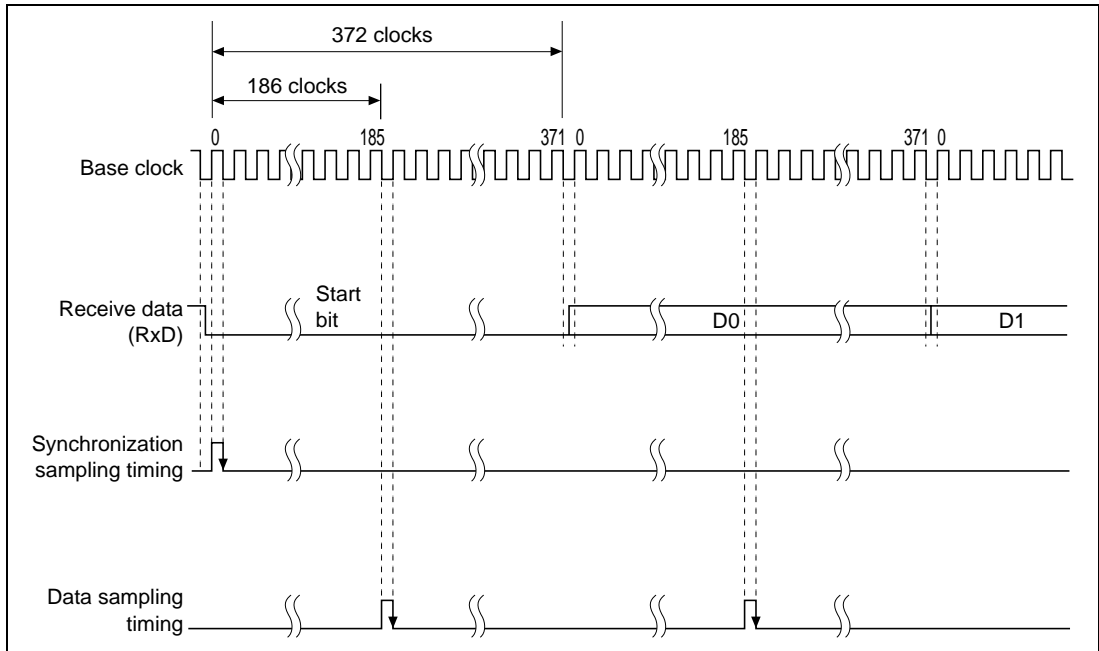 372 clocks
186 clocks
0 185 371 0 185 371 0
Base clock
Receive data
(RxD)
Start
bit
D0
D1
Synchronization
sampling timing
Data sampling
timing